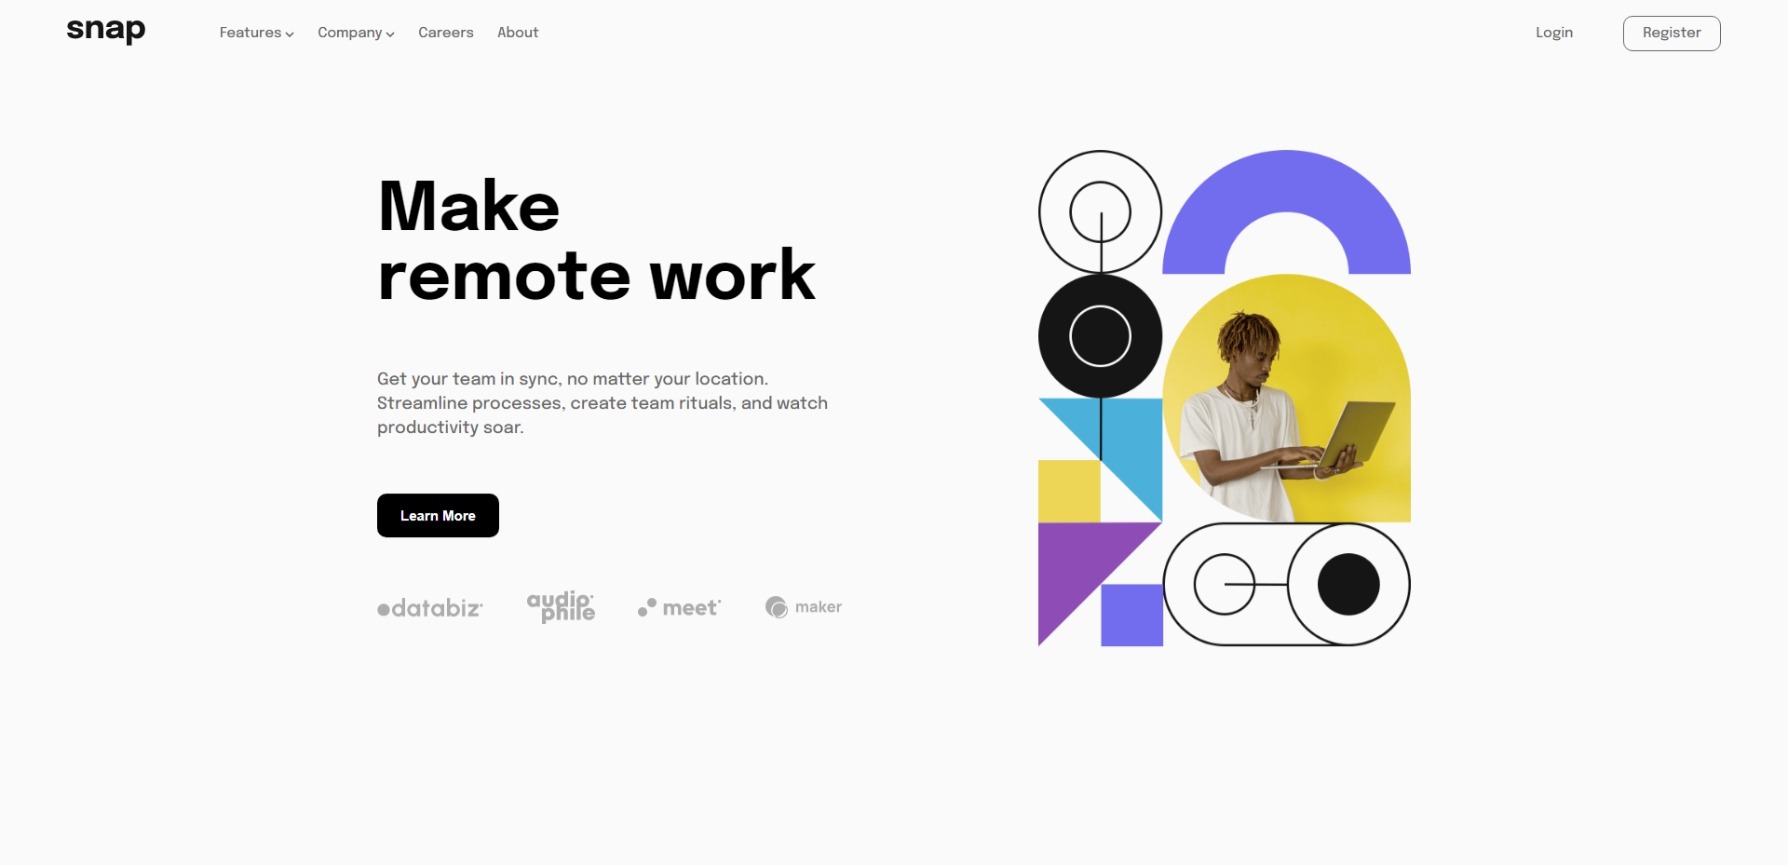 snap Features Company Careers About Login Register
Make
remote work
Get your team in sync, no matter your location.
Streamline processes, create team rituals, and watch
productivity soar.
Learn More
databiz audiophile meet maker